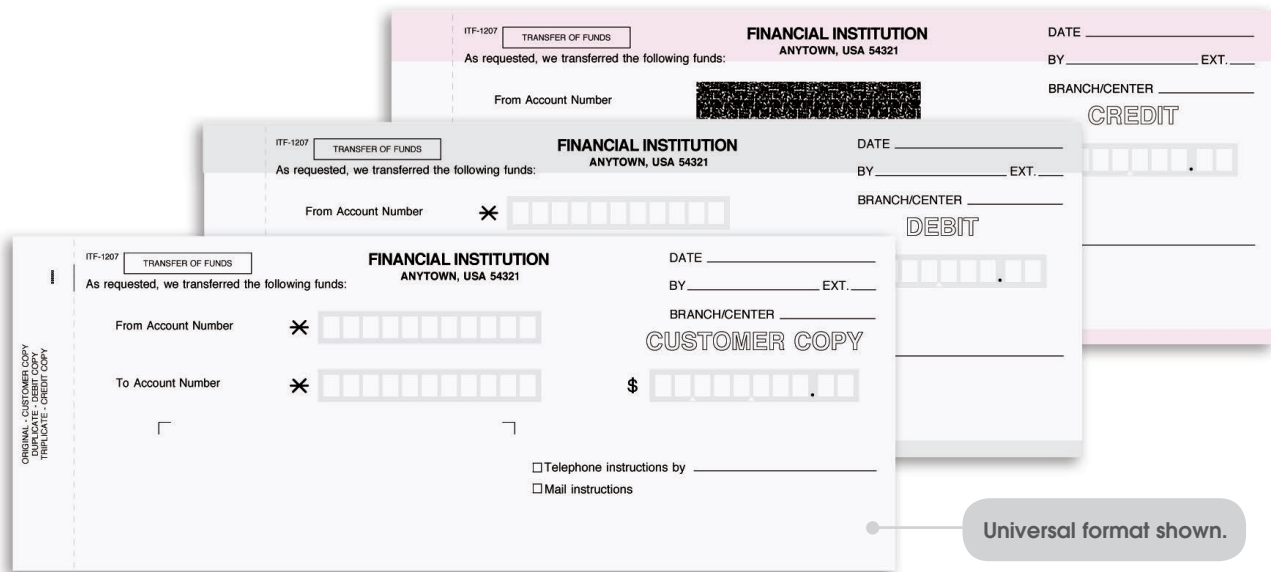 ITF-1207 TRANSFER OF FUNDS
FINANCIAL INSTITUTION
ANYTOWN, USA 54321
As requested, we transferred the following funds:
From Account Number
DATE
BY EXT.
BRANCH/CENTER
CREDIT
.
ITF-1207 TRANSFER OF FUNDS
FINANCIAL INSTITUTION
ANYTOWN, USA 54321
As requested, we transferred the following funds:
From Account Number
DATE
BY EXT.
BRANCH/CENTER
DEBIT
.
ORIGINAL - CUSTOMER COPY
DUPLICATE - DEBIT COPY
TRIPLICATE - CREDIT COPY
ITF-1207 TRANSFER OF FUNDS
FINANCIAL INSTITUTION
ANYTOWN, USA 54321
As requested, we transferred the following funds:
From Account Number
To Account Number
DATE
BY EXT.
BRANCH/CENTER
CUSTOMER COPY
$ , , .
☐ Telephone instructions by
☐ Mail instructions
Universal format shown.